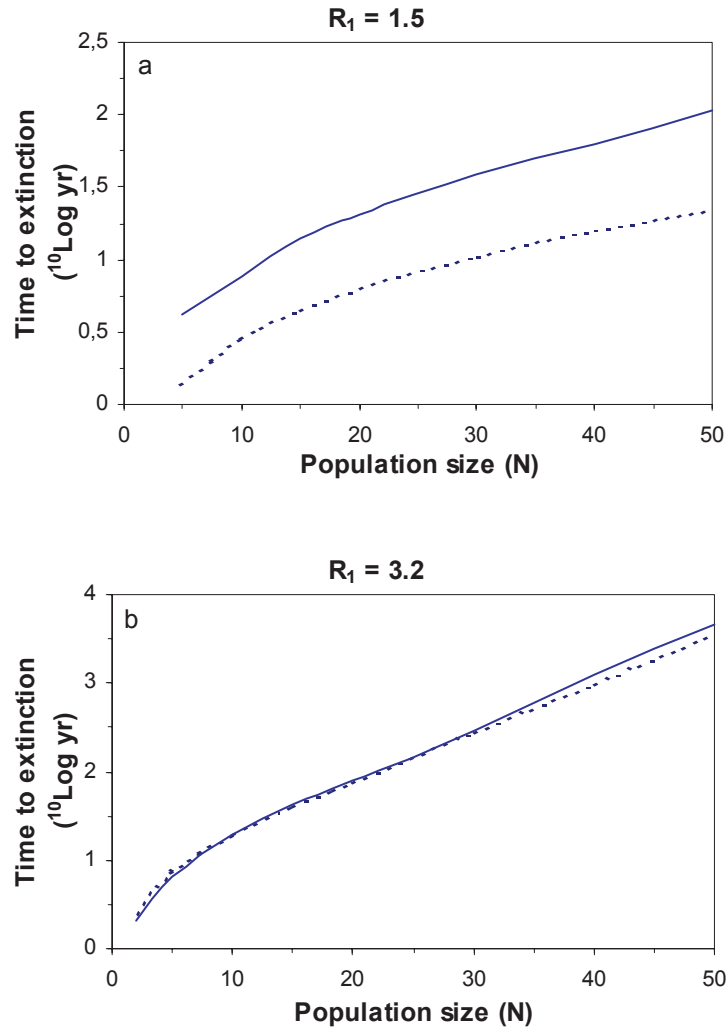 R₁ = 1.5
a
Time to extinction
(¹⁰Log yr)
2,5
2
1,5
1
0,5
0
0 10 20 30 40 50
Population size (N)
R₁ = 3.2
b
Time to extinction
(¹⁰Log yr)
4
3
2
1
0
0 10 20 30 40 50
Population size (N)